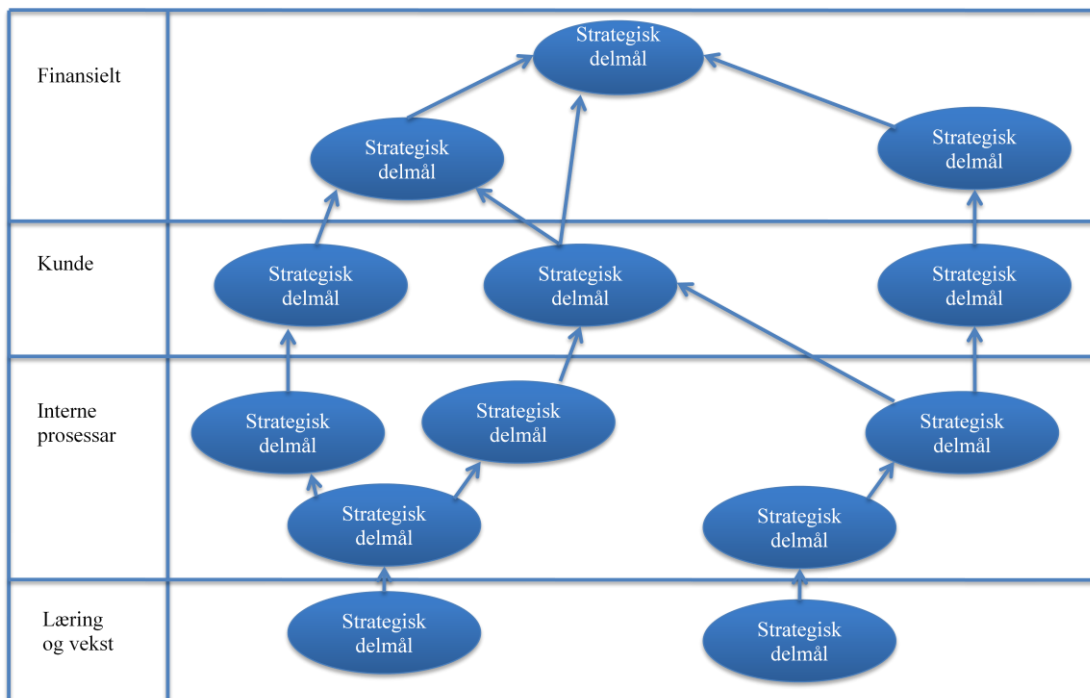 Finansielt
Strategisk
delmål
Strategisk
delmål
Strategisk
delmål
Kunde
Strategisk
delmål
Strategisk
delmål
Strategisk
delmål
Interne
prosessar
Strategisk
delmål
Strategisk
delmål
Strategisk
delmål
Strategisk
delmål
Strategisk
delmål
Læring
og vekst
Strategisk
delmål
Strategisk
delmål